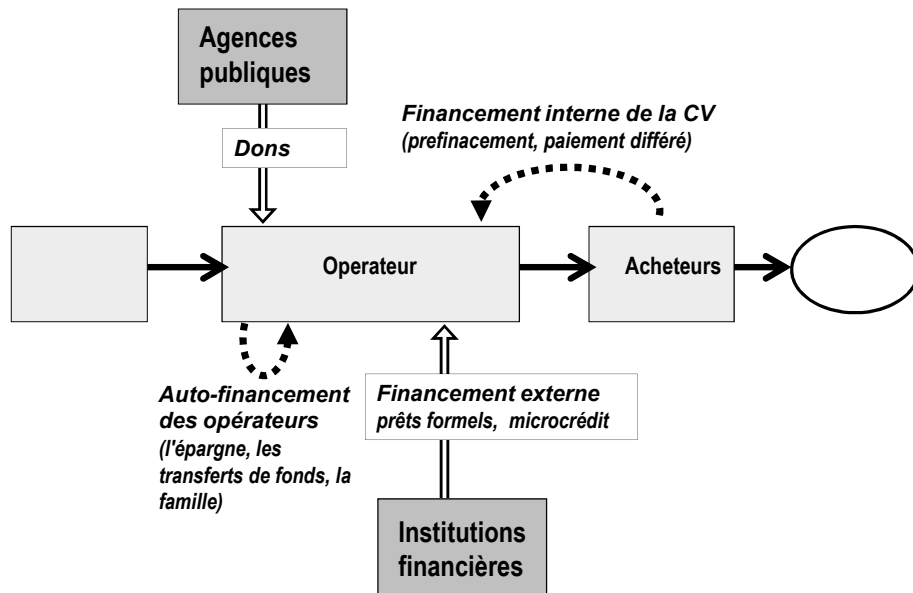 Agences
publiques
Financement interne de la CV
(prefinacement, paiement différé)
Dons
Operateur
Acheteurs
Auto-financement
des opérateurs
(l'épargne, les
transferts de fonds, la
famille)
Financement externe
prêts formels, microcrédit
Institutions
financières